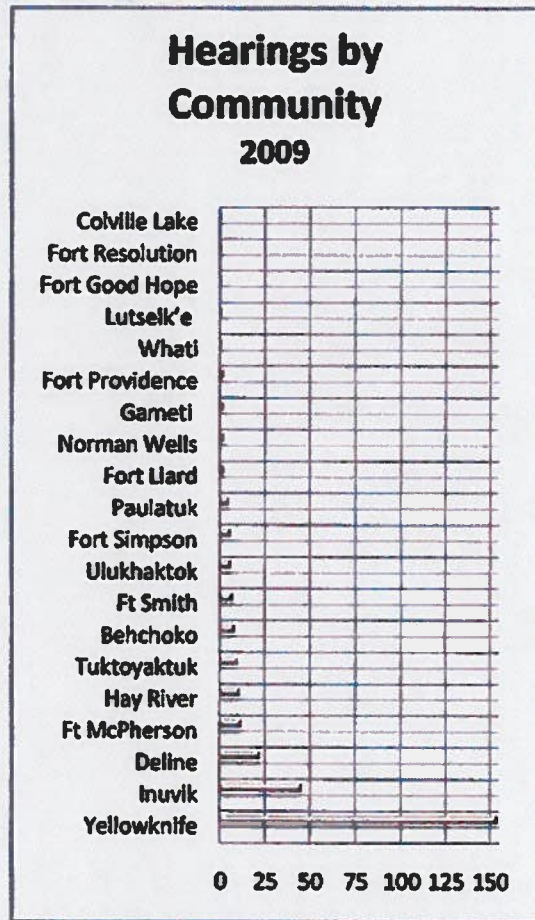 Hearings by
Community
2009
Colville Lake
Fort Resolution
Fort Good Hope
Lutselk'e
Whati
Fort Providence
Gameti
Norman Wells
Fort Liard
Paulatuk
Fort Simpson
Ulukhaktok
Ft Smith
Behchoko
Tuktoyaktuk
Hay River
Ft McPherson
Deline
Inuvik
Yellowknife
0 25 50 75 100 125 150